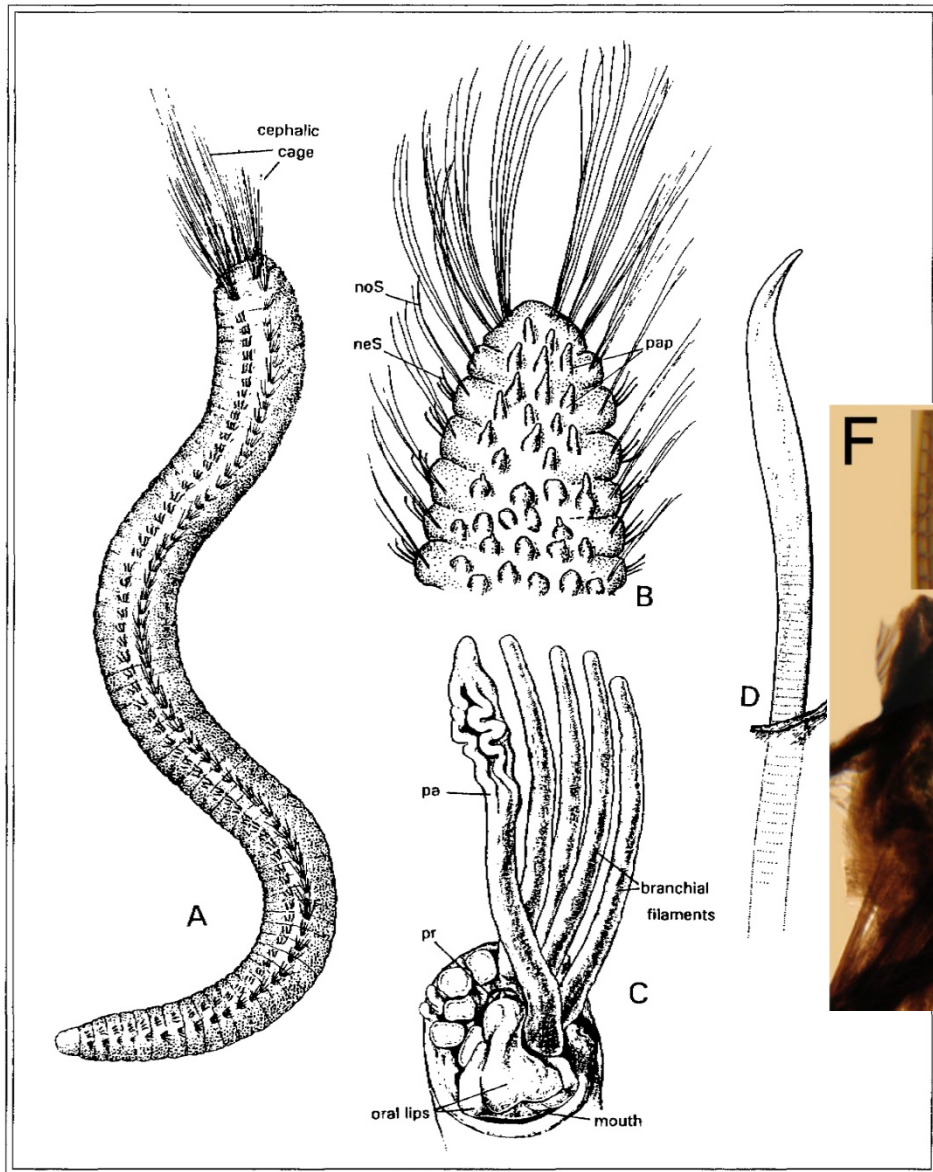 cephalic
cage
noS
neS
pap
B
F
D
A
pa
branchial
filaments
pr
C
oral lips
mouth